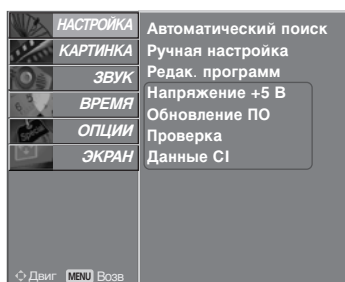 НАСТРОЙКА
КАРТИНКА
ЗВУК
ВРЕМЯ
ОПЦИИ
ЭКРАН
Автоматический поиск
Ручная настройка
Редак. программ
Напряжение +5 В
Обновление ПО
Проверка
Данные CI
Двиг MENU Возв